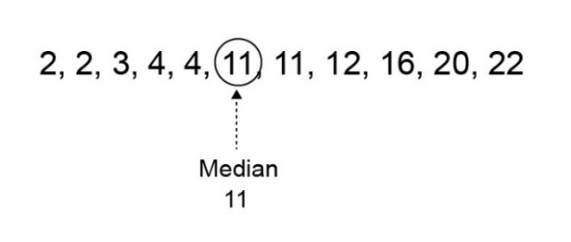 2, 2, 3, 4, 4, 11, 11, 12, 16, 20, 22
Median
11